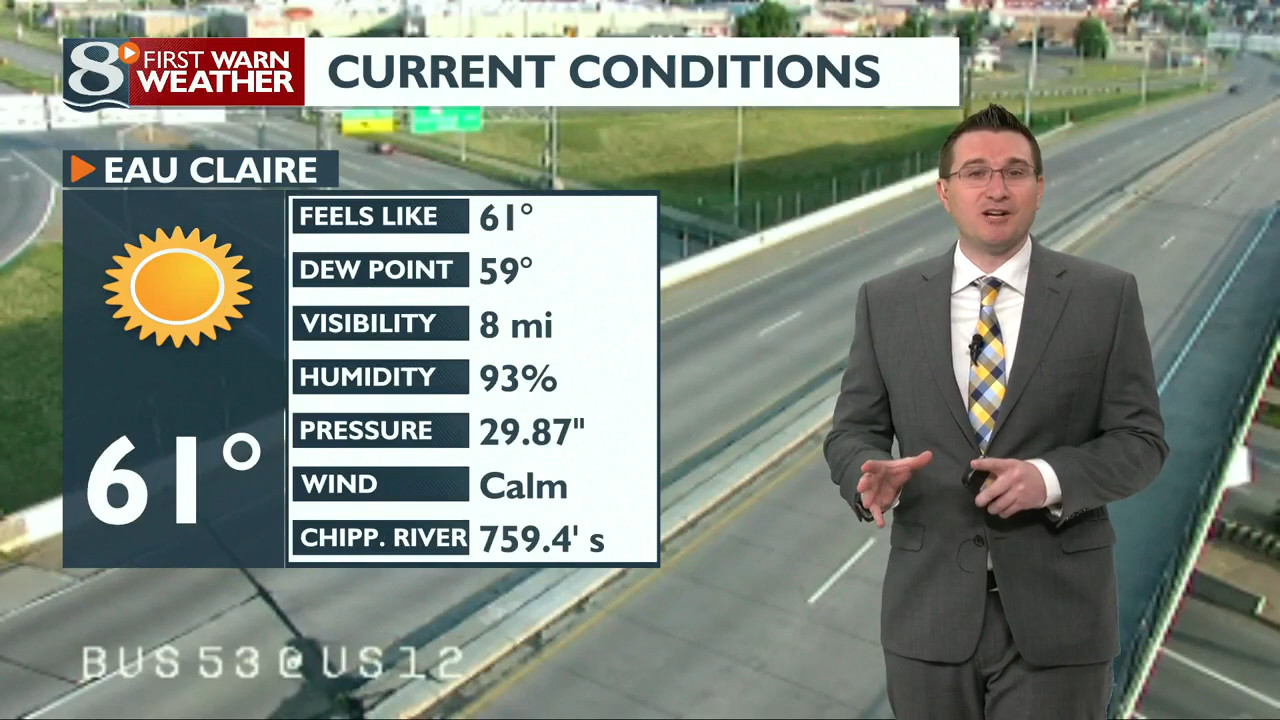 8 FIRST WARN
WEATHER
CURRENT CONDITIONS
EAU CLAIRE
61°
FEELS LIKE 61°
DEW POINT 59°
VISIBILITY 8 mi
HUMIDITY 93%
PRESSURE 29.87"
WIND Calm
CHIPP. RIVER 759.4' s
BUS53@US12